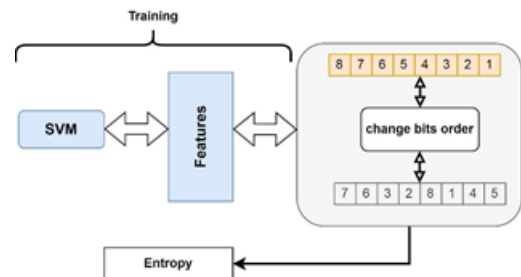 Training
8 7 6 5 4 3 2 1
SVM
Features
change bits order
7 6 3 2 8 1 4 5
Entropy